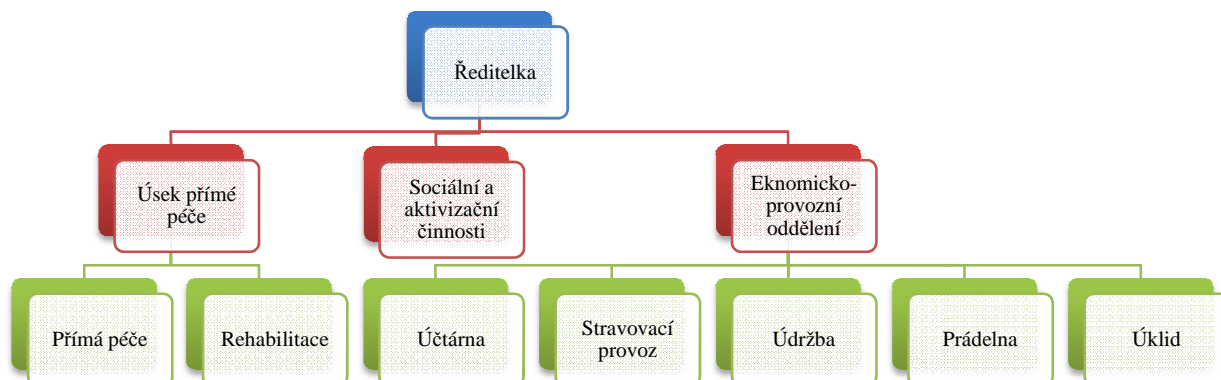 Ředitelka
Úsek přímé
péče
Sociální a
aktivizační
činnosti
Eknomicko-
provozní
oddělení
Přímá péče
Rehabilitace
Účtárna
Stravovací
provoz
Údržba
Prádelna
Úklid